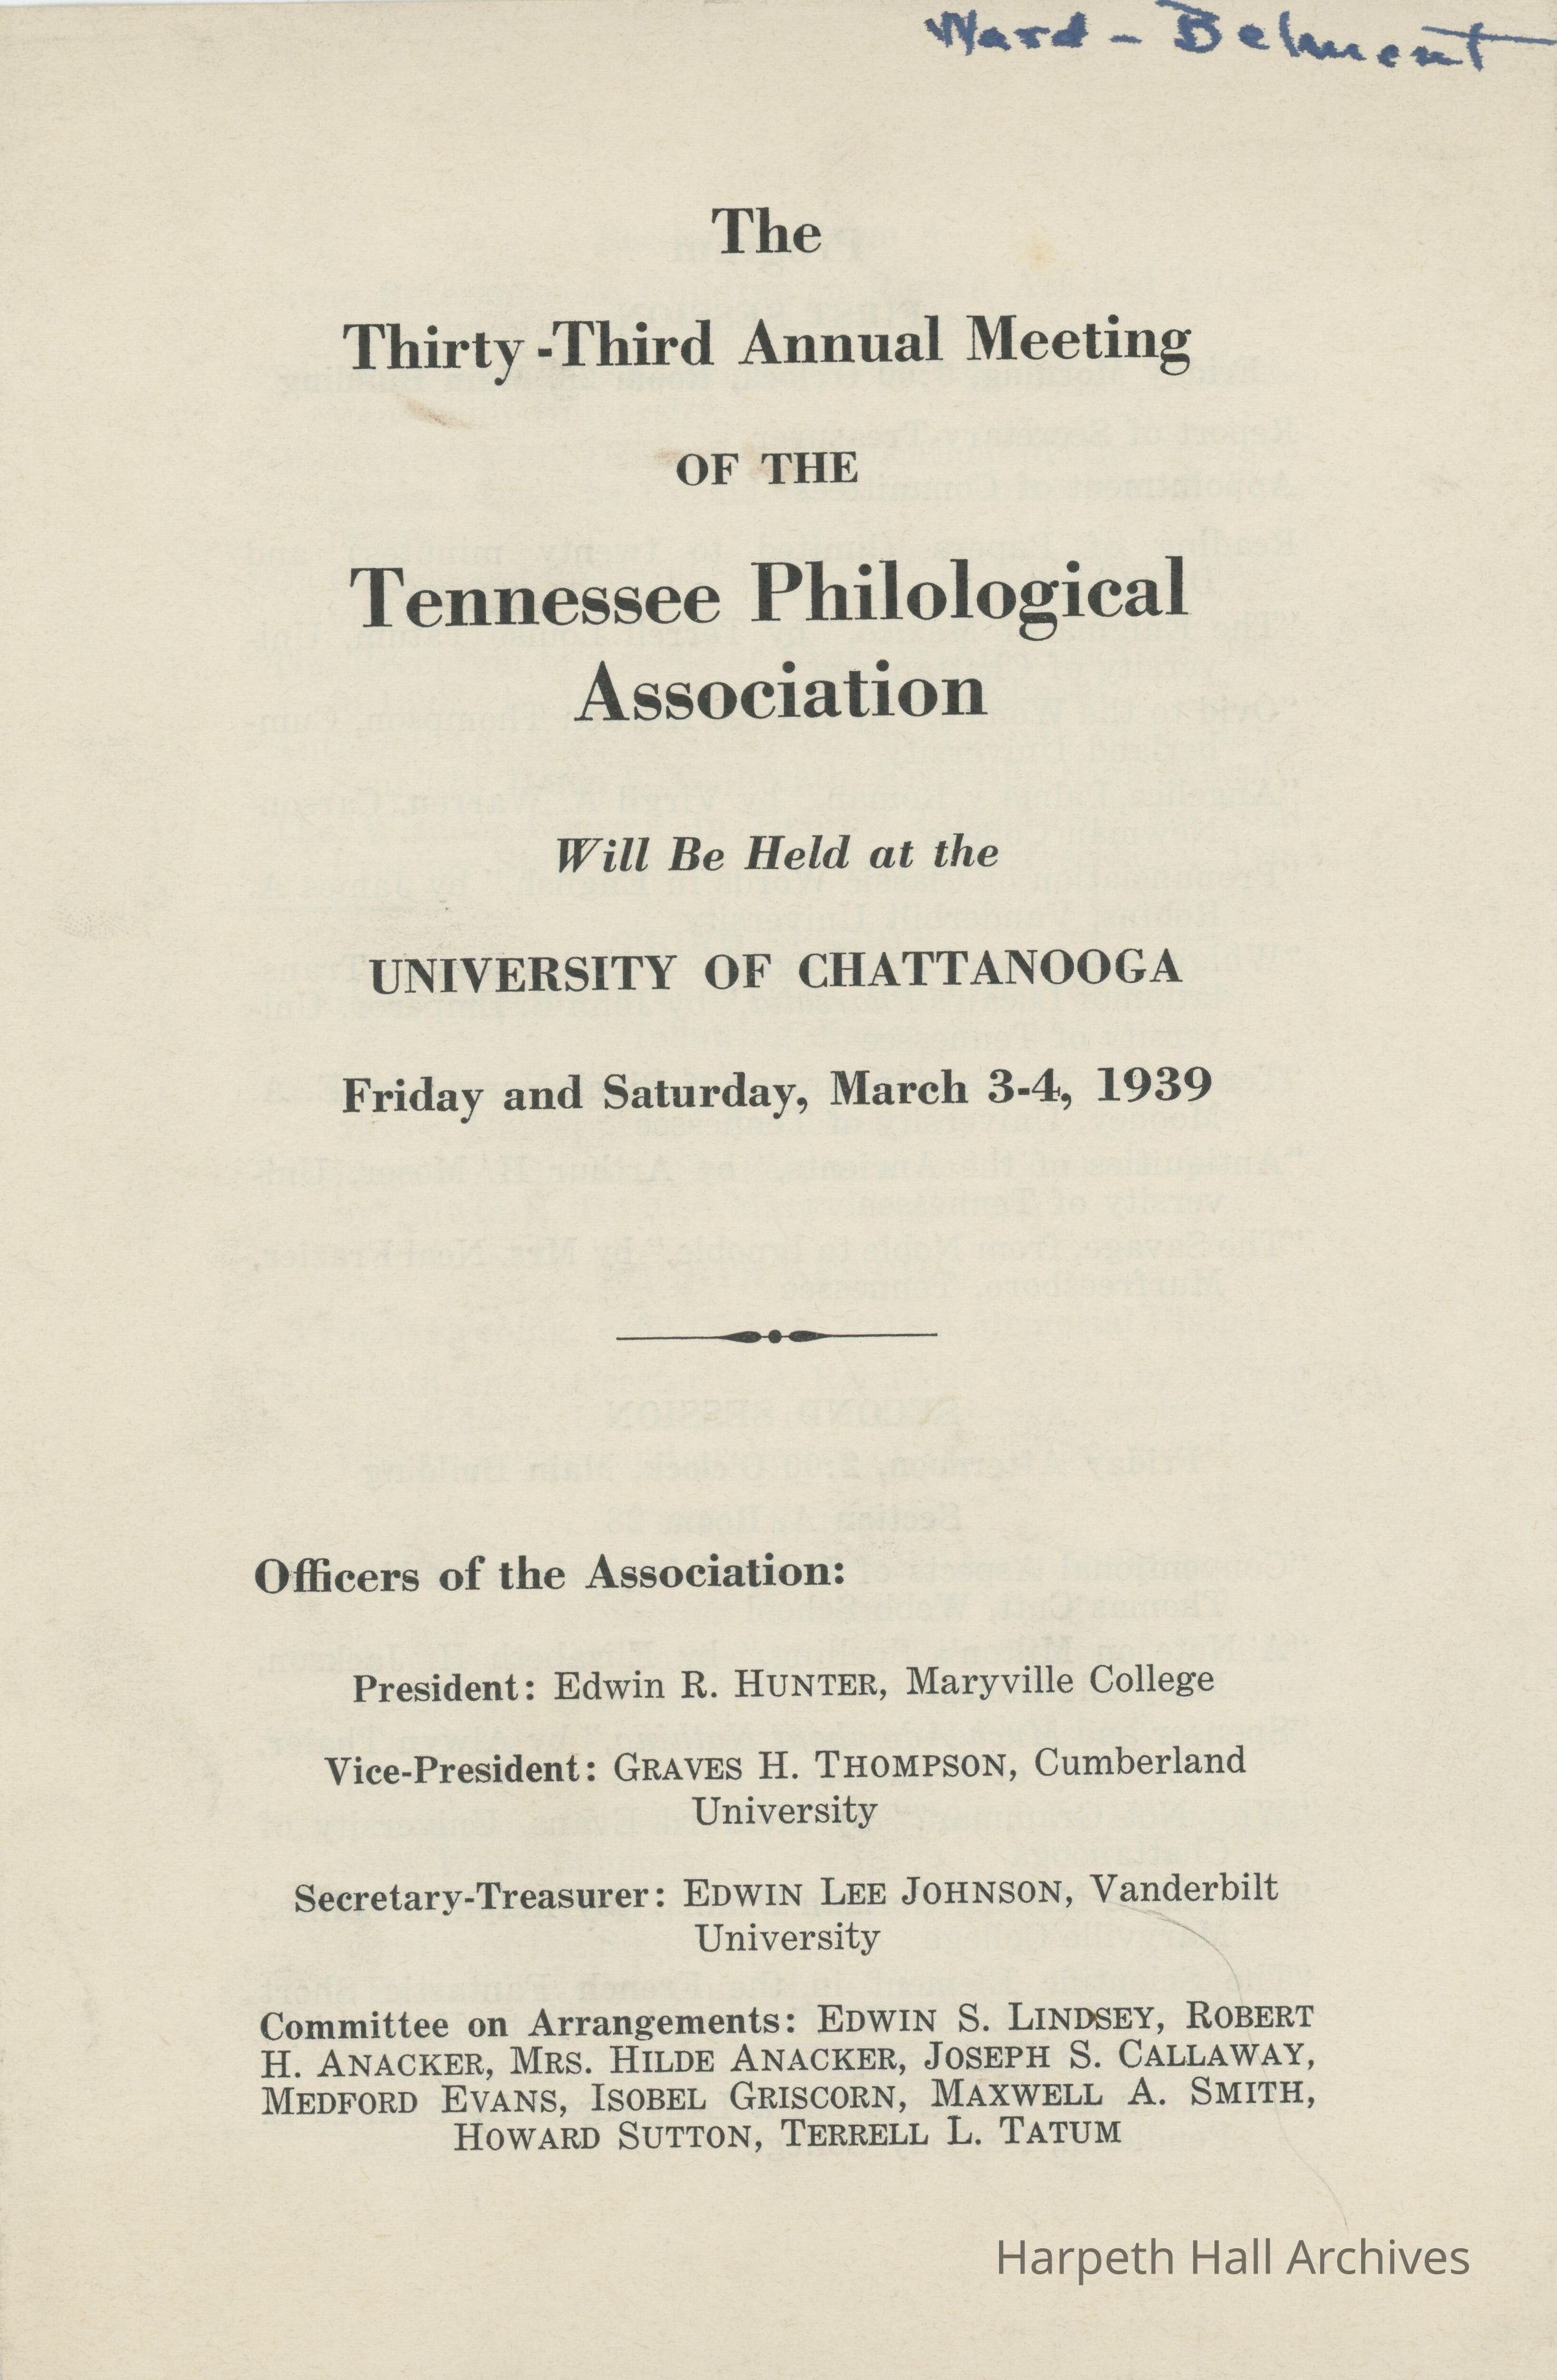 Ward - Belmont
The
Thirty-Third Annual Meeting
OF THE
Tennessee Philological
Association
Will Be Held at the
UNIVERSITY OF CHATTANOOGA
Friday and Saturday, March 3-4, 1939
Officers of the Association:
President: Edwin R. HUNTER, Maryville College
Vice-President: GRAVES H. THOMPSON, Cumberland
University
Secretary-Treasurer: EDWIN LEE JOHNSON, Vanderbilt
University
Committee on Arrangements: EDWIN S. LINDSEY, ROBERT
H. ANACKER, MRS. HILDE ANACKER, JOSEPH S. CALLAWAY,
MEDFORD EVANS, ISOBEL GRISCORN, MAXWELL A. SMITH,
HOWARD SUTTON, TERRELL L. TATUM
Harpeth Hall Archives